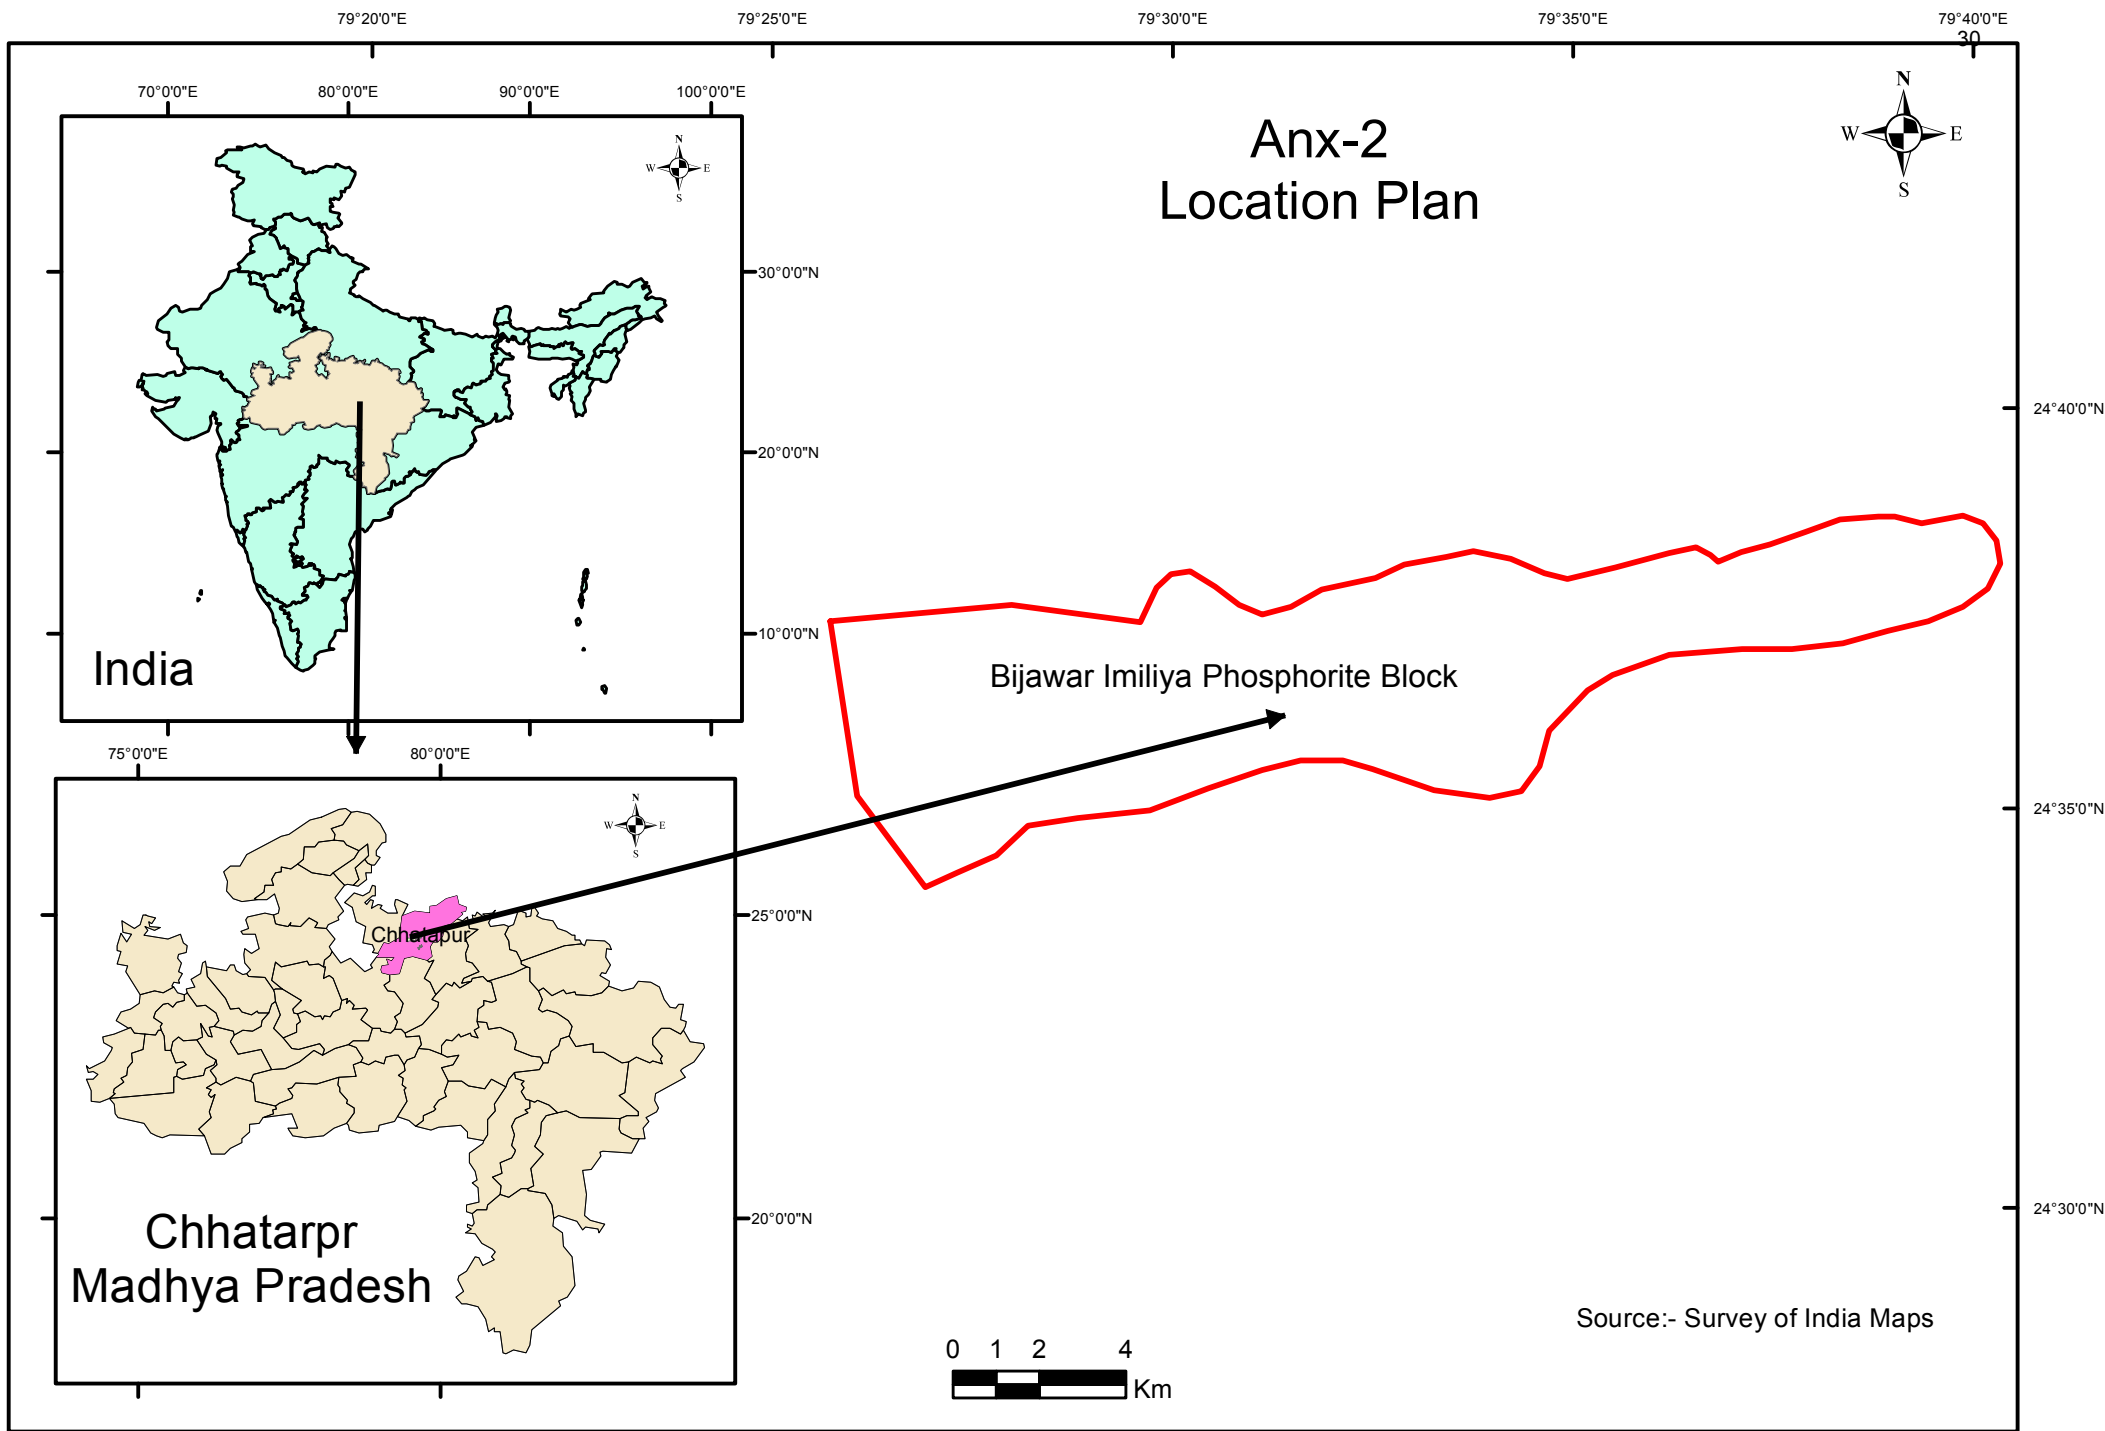 79°20'0"E
79°25'0"E
79°30'0"E
79°35'0"E
79°40'0"E
30
70°0'0"E
80°0'0"E
90°0'0"E
100°0'0"E
N
W
E
S
30°0'0"N
20°0'0"N
10°0'0"N
India
Anx-2
Location Plan
N
W
E
S
24°40'0"N
24°35'0"N
24°30'0"N
Bijawar Imiliya Phosphorite Block
75°0'0"E
80°0'0"E
N
W
E
S
Chhatapur
25°0'0"N
20°0'0"N
Chhatarpr
Madhya Pradesh
0 1 2 4
Km
Source:- Survey of India Maps